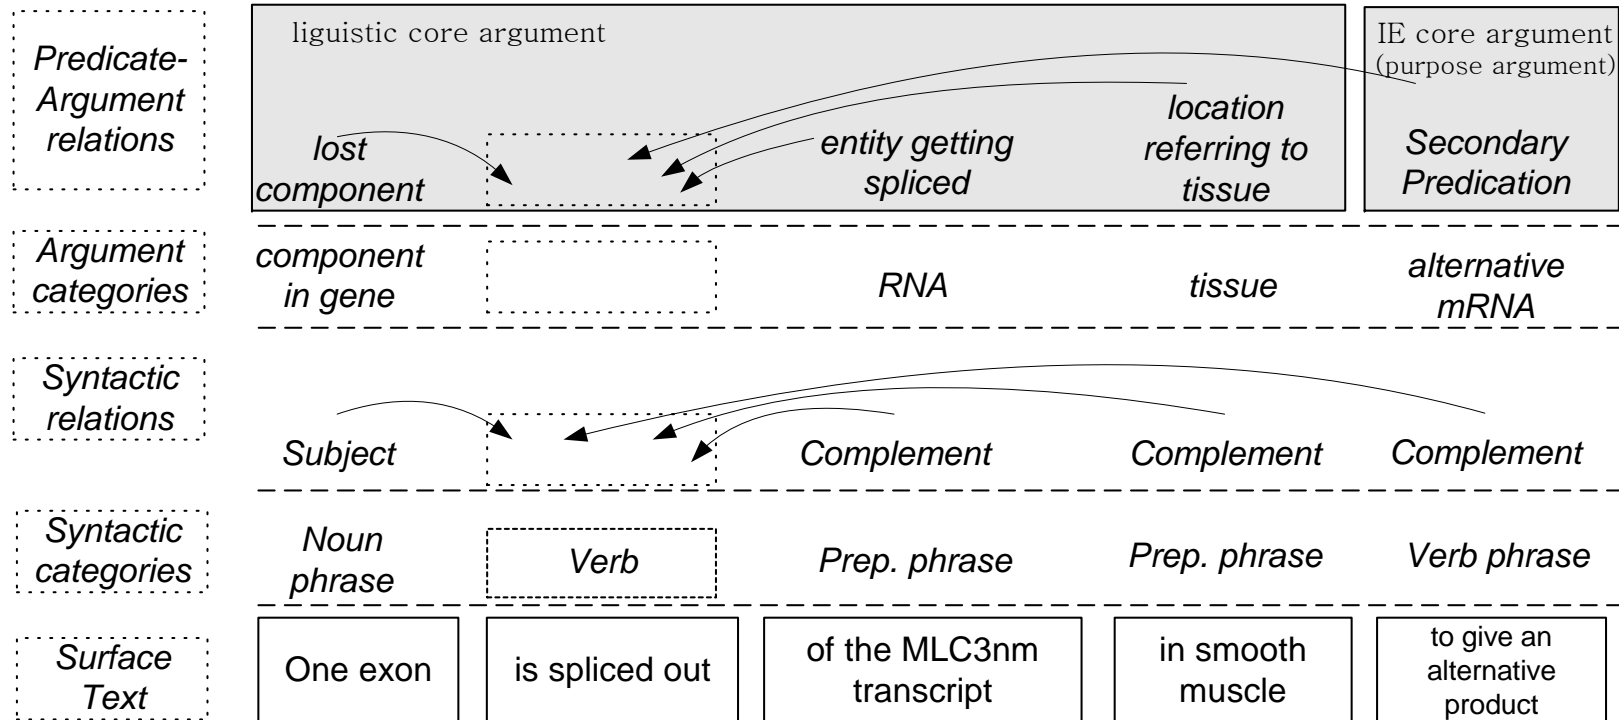 liguistic core argument
IE core argument
(purpose argument)
Predicate-
Argument
relations
lost
component
entity getting
spliced
location
referring to
tissue
Secondary
Predication
Argument
categories
component
in gene
RNA
tissue
alternative
mRNA
Syntactic
relations
Subject
Complement
Complement
Complement
Syntactic
categories
Noun
phrase
Verb
Prep. phrase
Prep. phrase
Verb phrase
Surface
Text
One exon
is spliced out
of the MLC3nm
transcript
in smooth
muscle
to give an
alternative
product